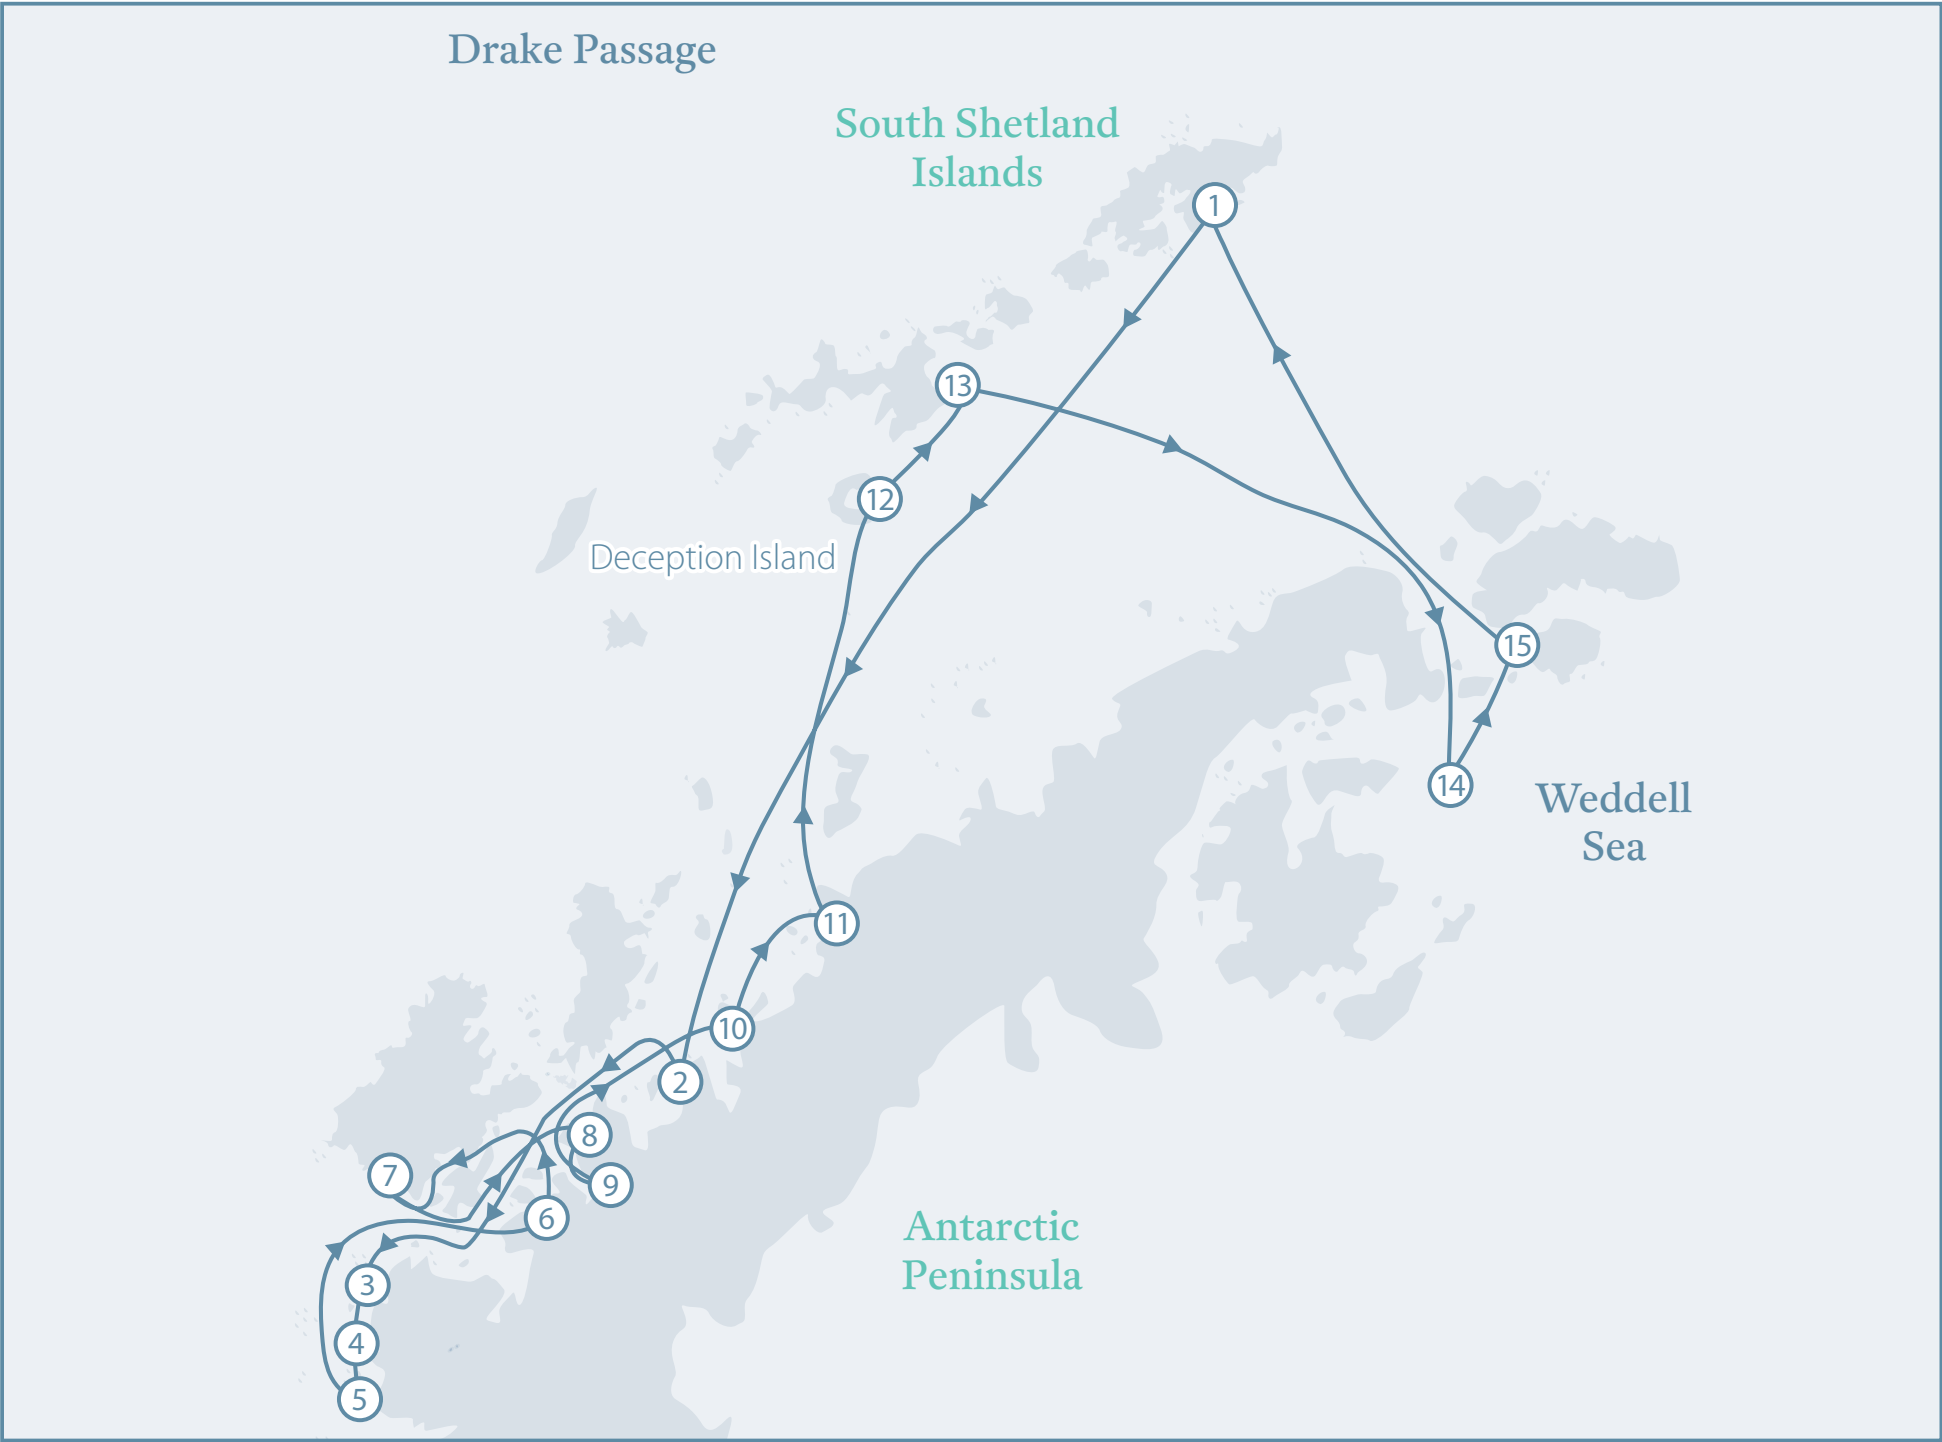 Drake Passage
South Shetland
Islands
1
13
12
Deception Island
15
14
Weddell
Sea
11
10
2
8
7
9
6
Antarctic
Peninsula
3
4
5